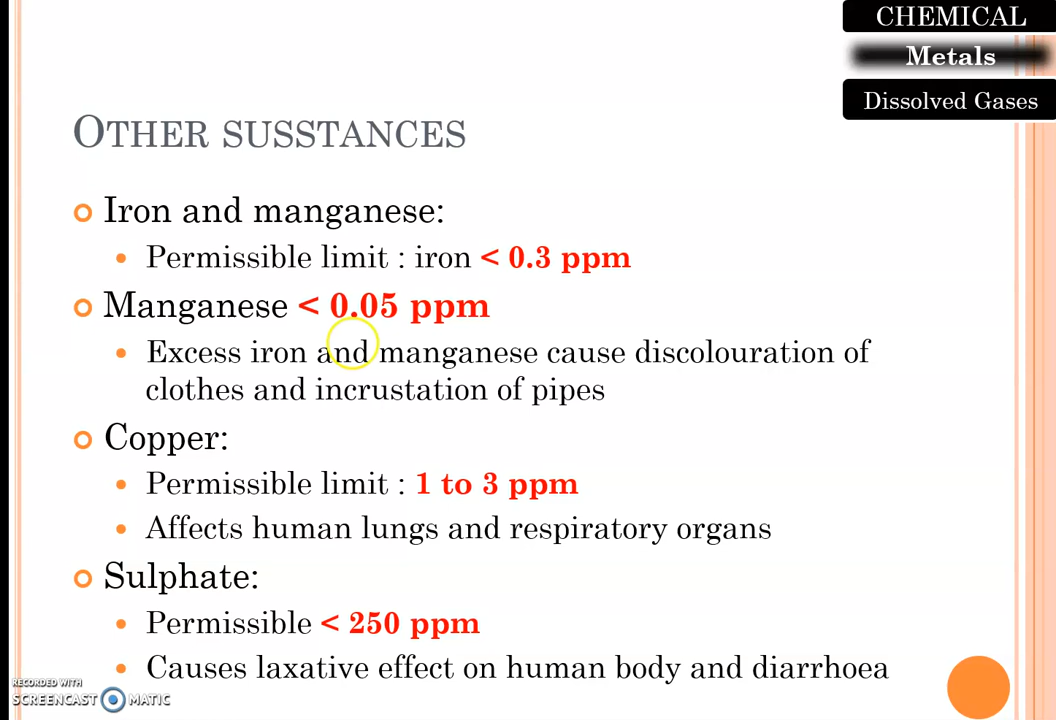 CHEMICAL
Metals
Dissolved Gases
OTHER SUSSTANCES
Iron and manganese:
Permissible limit : iron < 0.3 ppm
Manganese < 0.05 ppm
Excess iron and manganese cause discolouration of
clothes and incrustation of pipes
Copper:
Permissible limit : 1 to 3 ppm
Affects human lungs and respiratory organs
Sulphate:
Permissible < 250 ppm
Causes laxative effect on human body and diarrhoea
RECORDED WITH
SCREENCAST MATIC